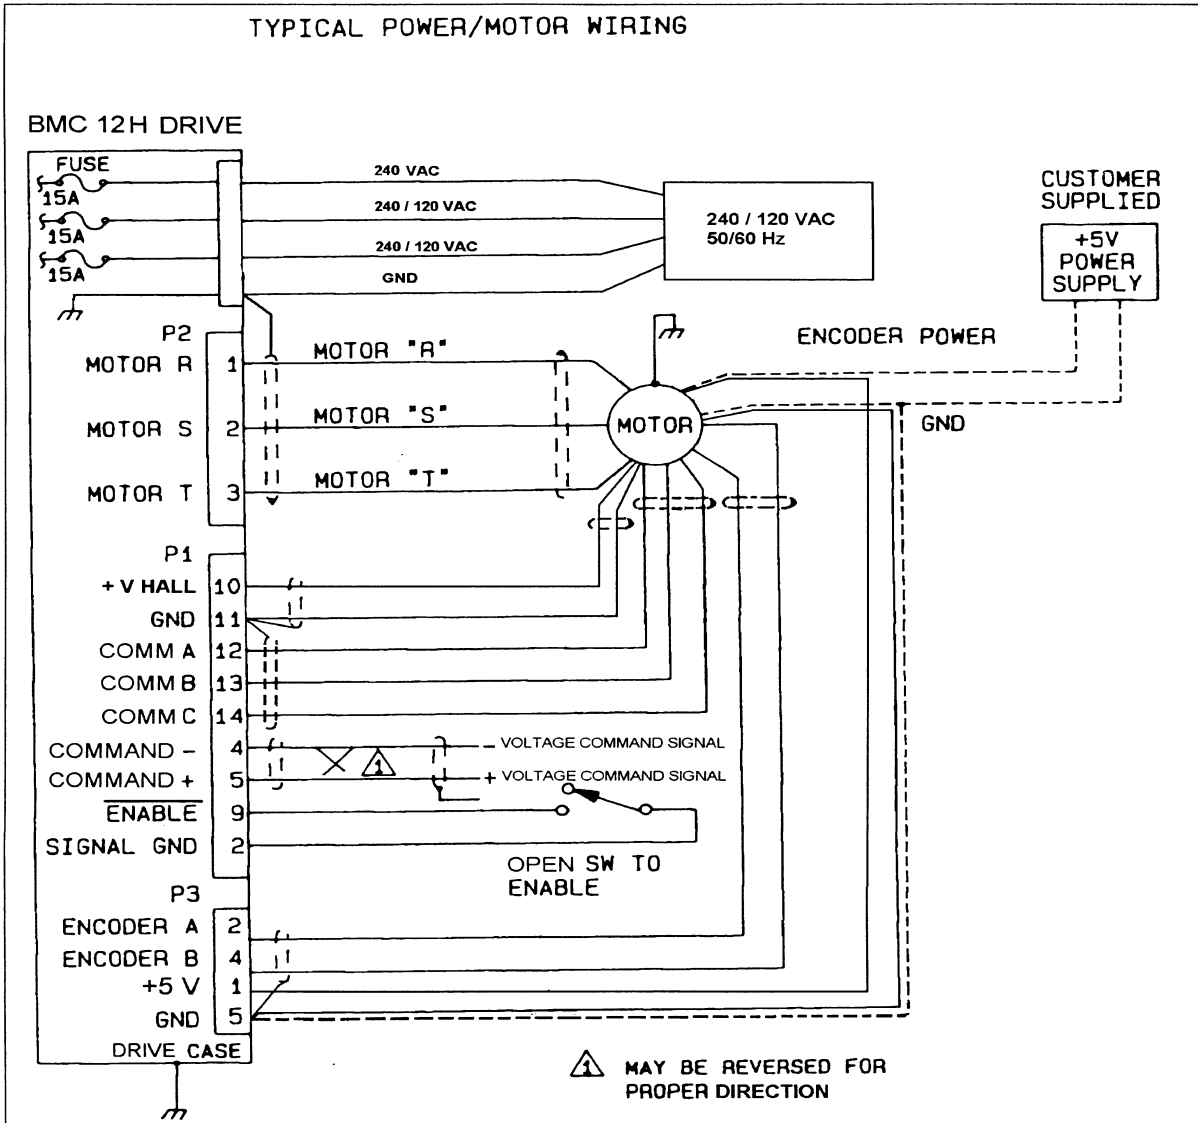 TYPICAL POWER/MOTOR WIRING
BMC 12H DRIVE
FUSE
15A
15A
15A
240 VAC
240 / 120 VAC
240 / 120 VAC
GND
240 / 120 VAC
50/60 Hz
CUSTOMER
SUPPLIED
+5V
POWER
SUPPLY
ENCODER POWER
GND
P2
MOTOR R 1 MOTOR "R"
MOTOR S 2 MOTOR "S"
MOTOR T 3 MOTOR "T"
MOTOR
P1
+ V HALL 10
GND 11
COMM A 12
COMM B 13
COMM C 14
COMMAND - 4 - VOLTAGE COMMAND SIGNAL
1
COMMAND + 5 + VOLTAGE COMMAND SIGNAL
ENABLE 9
SIGNAL GND 2
OPEN SW TO
ENABLE
P3
ENCODER A 2
ENCODER B 4
+5 V 1
GND 5
DRIVE CASE
1 MAY BE REVERSED FOR
PROPER DIRECTION